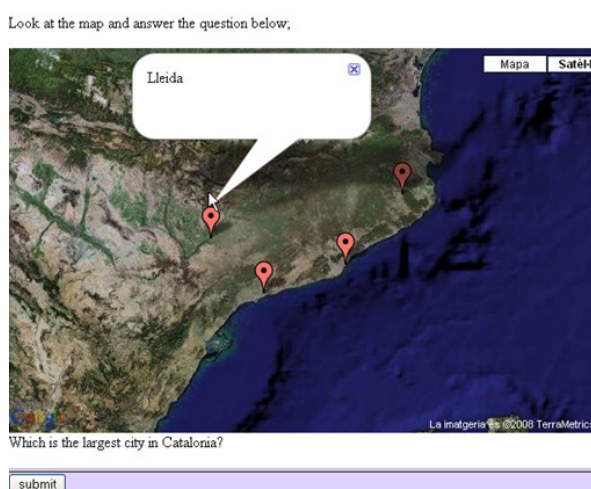 Look at the map and answer the question below;
Lleida
Mapa
Satèl·l
La imatgeria és ©2008 TerraMetrics
Which is the largest city in Catalonia?
submit